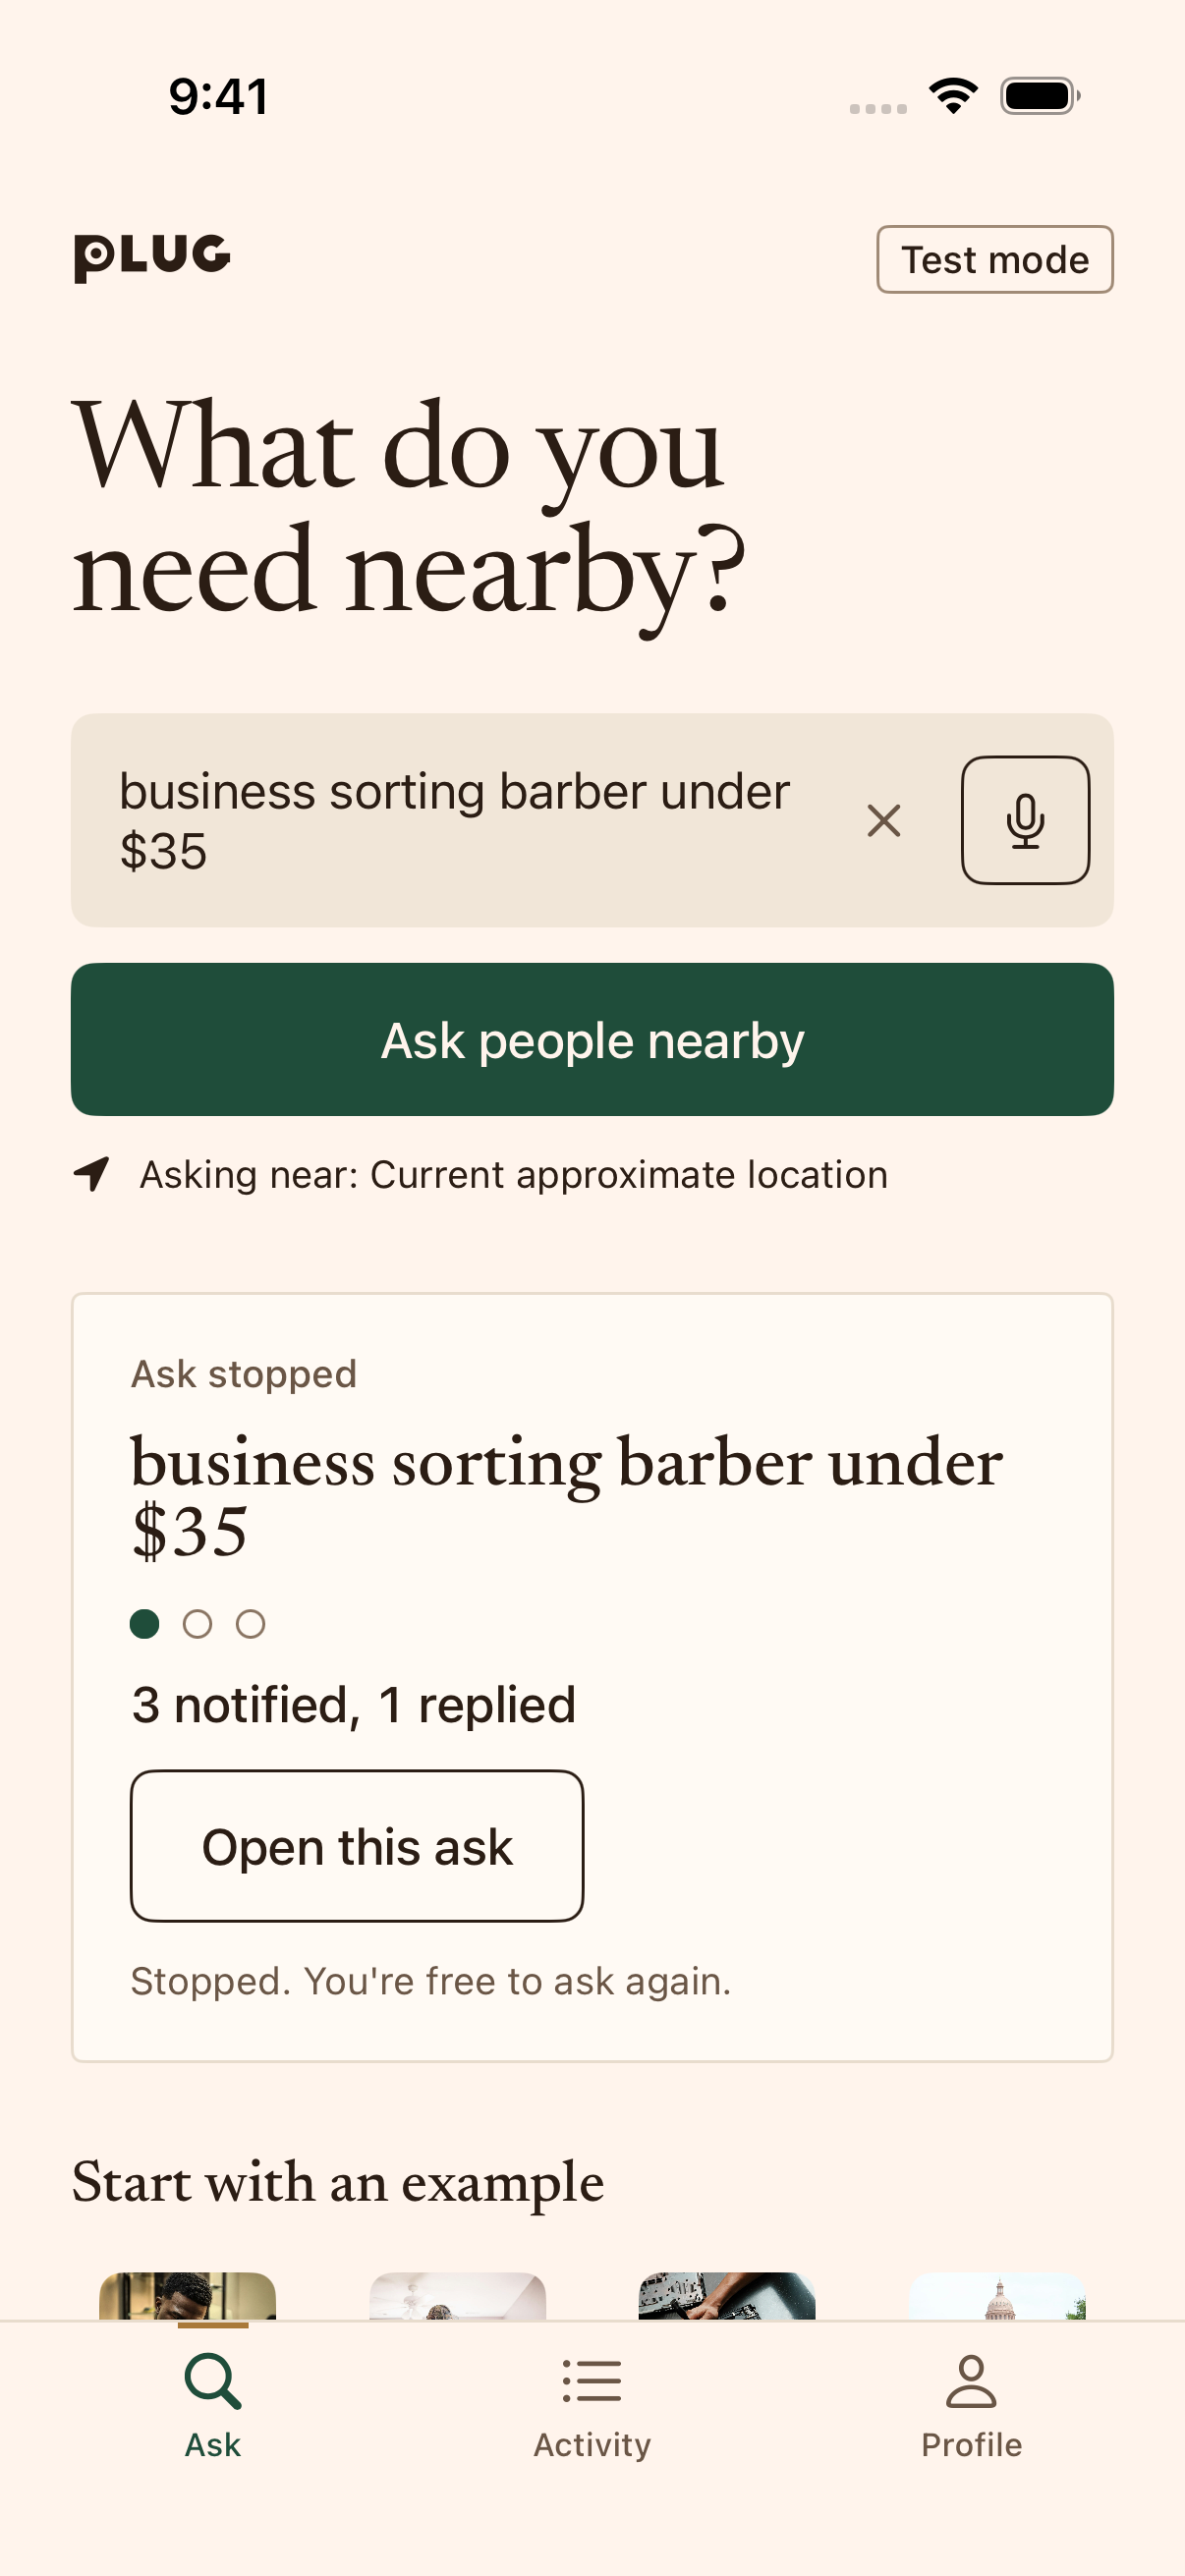 9:41
PLUG
Test mode
What do you
need nearby?
business sorting barber under
$35
Ask people nearby
Asking near: Current approximate location
Ask stopped
business sorting barber under
$35
3 notified, 1 replied
Open this ask
Stopped. You're free to ask again.
Start with an example
Ask
Activity
Profile